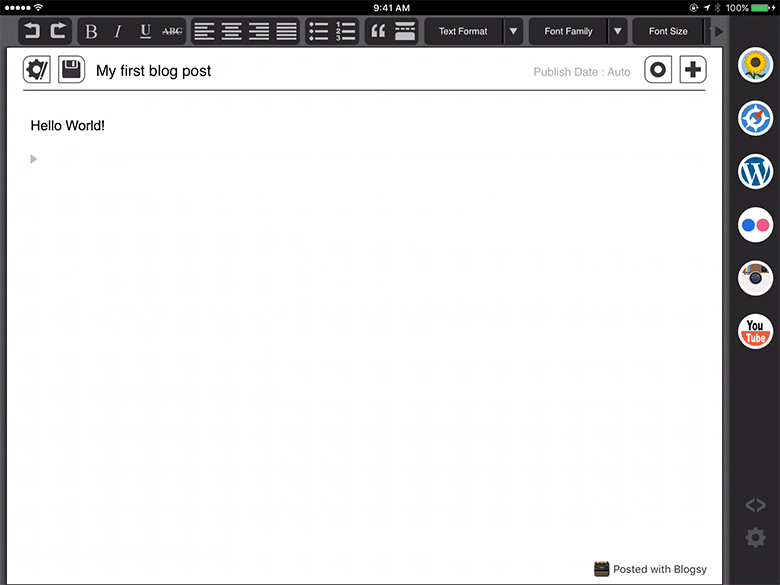 9:41 AM
100%
B I U ABC
Text Format
Font Family
Font Size
My first blog post
Publish Date : Auto
Hello World!
You
Tube
Posted with Blogsy